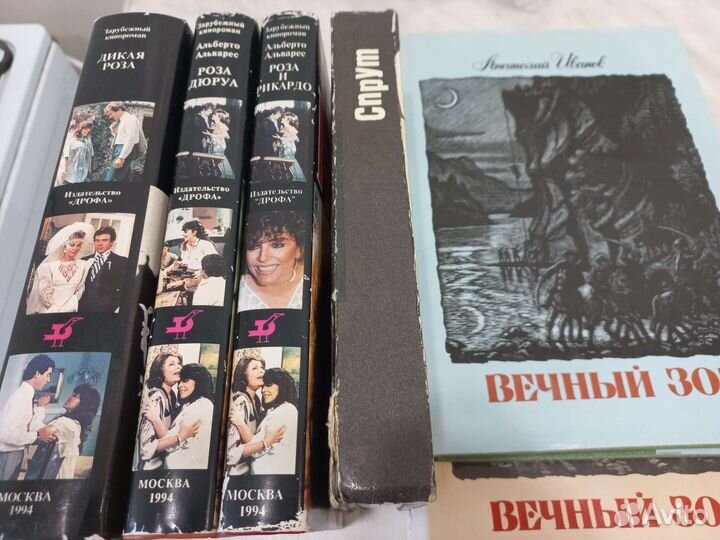 Зарубежный
кинороман
ДИКАЯ
РОЗА
Издательство
«ДРОФА»
МОСКВА
1994
Зарубежный
кинороман
Альберто
Альварес
РОЗА
ДЮРУА
Издательство
«ДРОФА»
МОСКВА
1994
Зарубежный
кинороман
Альберто
Альварес
РОЗА
И
РИКАРДО
Издательство
"ДРОФА"
МОСКВА
1994
Спрут
Анатолий Иванов
ВЕЧНЫЙ ЗО
ВЕЧНЫЙ ЗО
Avito